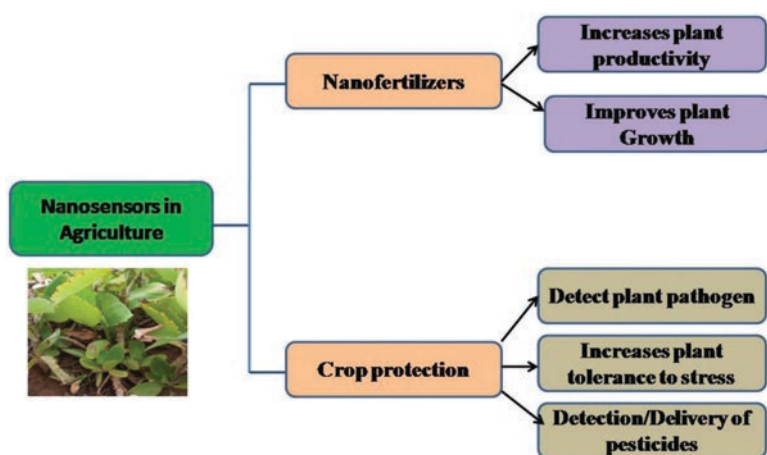 Increases plant
productivity
Nanofertilizers
Improves plant
Growth
Nanosensors in
Agriculture
Detect plant pathogen
Crop protection
Increases plant
tolerance to stress
Detection/Delivery of
pesticides